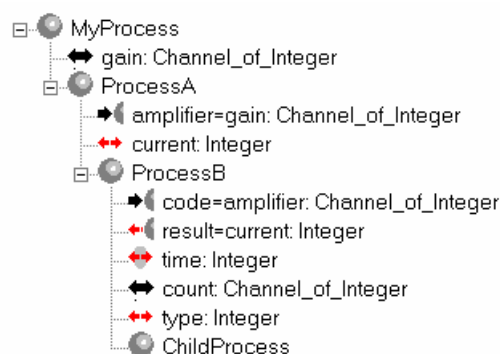 MyProcess
gain: Channel_of_Integer
ProcessA
amplifier=gain: Channel_of_Integer
current: Integer
ProcessB
code=amplifier: Channel_of_Integer
result=current: Integer
time: Integer
count: Channel_of_Integer
type: Integer
ChildProcess